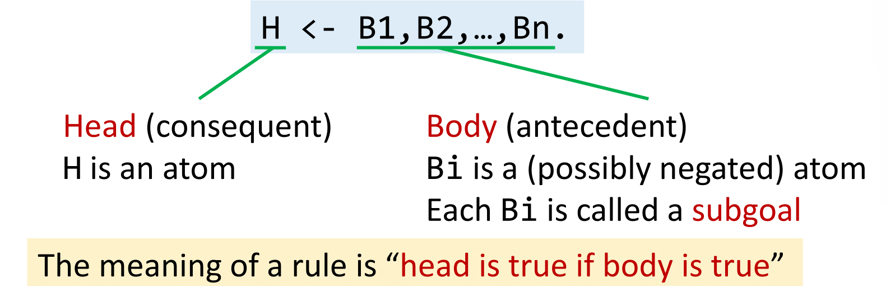 H <- B1,B2,…,Bn.
Head (consequent)
H is an atom
Body (antecedent)
Bi is a (possibly negated) atom
Each Bi is called a subgoal
The meaning of a rule is “head is true if body is true”